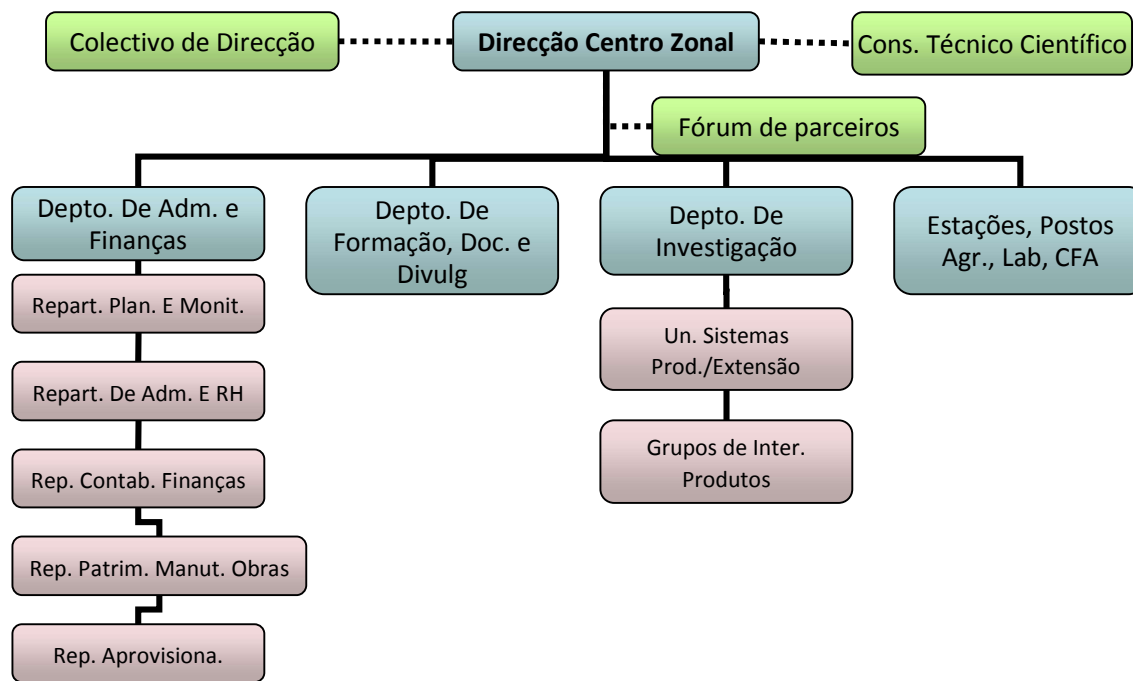 Colectivo de Direcção
Direcção Centro Zonal
Cons. Técnico Científico
Fórum de parceiros
Depto. De Adm. e
Finanças
Depto. De
Formação, Doc. e
Divulg
Depto. De
Investigação
Estações, Postos
Agr., Lab, CFA
Repart. Plan. E Monit.
Repart. De Adm. E RH
Rep. Contab. Finanças
Rep. Patrim. Manut. Obras
Rep. Aprovisiona.
Un. Sistemas
Prod./Extensão
Grupos de Inter.
Produtos